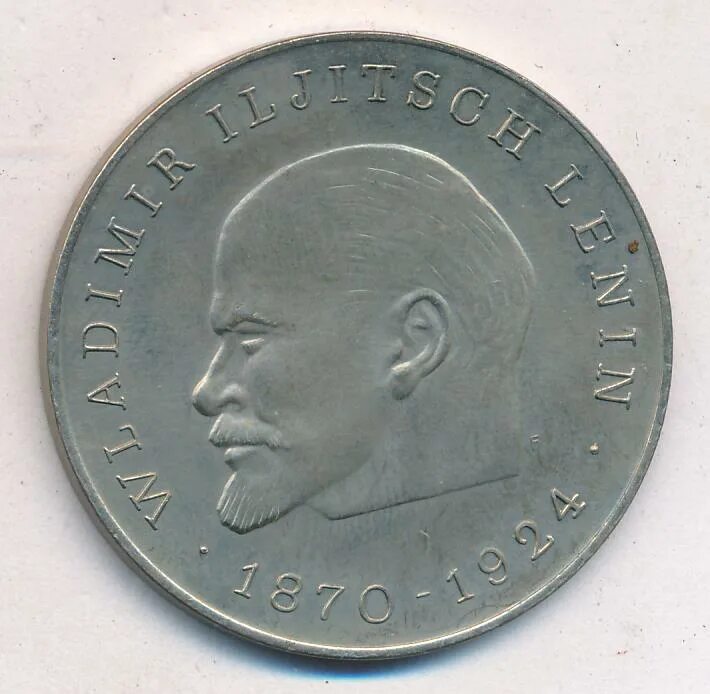 WLADIMIR ILJITSCH LENIN
· 1870 - 1924 ·